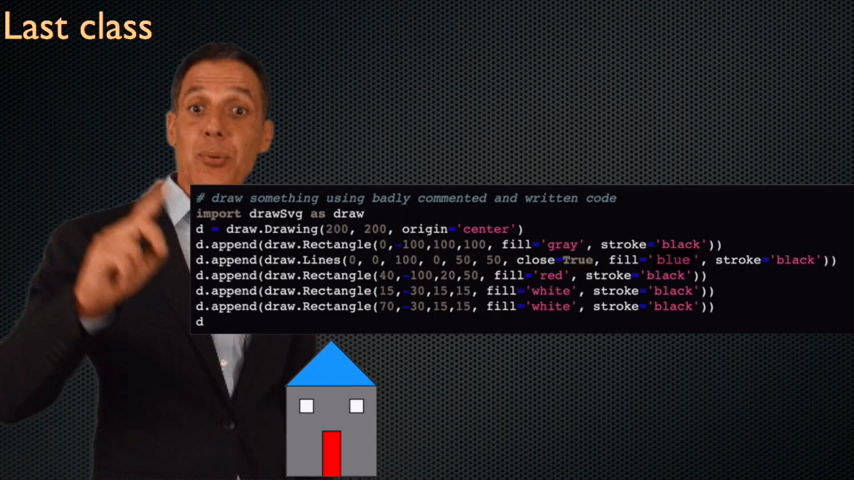 Last class
# draw something using badly commented and written code
import drawSvg as draw
d = draw.Drawing(200, 200, origin='center')
d.append(draw.Rectangle(0,-100,100,100, fill='gray', stroke='black'))
d.append(draw.Lines(0, 0, 100, 0, 50, 50, close=True, fill='blue', stroke='black'))
d.append(draw.Rectangle(40,-100,20,50, fill='red', stroke='black'))
d.append(draw.Rectangle(15,-30,15,15, fill='white', stroke='black'))
d.append(draw.Rectangle(70,-30,15,15, fill='white', stroke='black'))
d